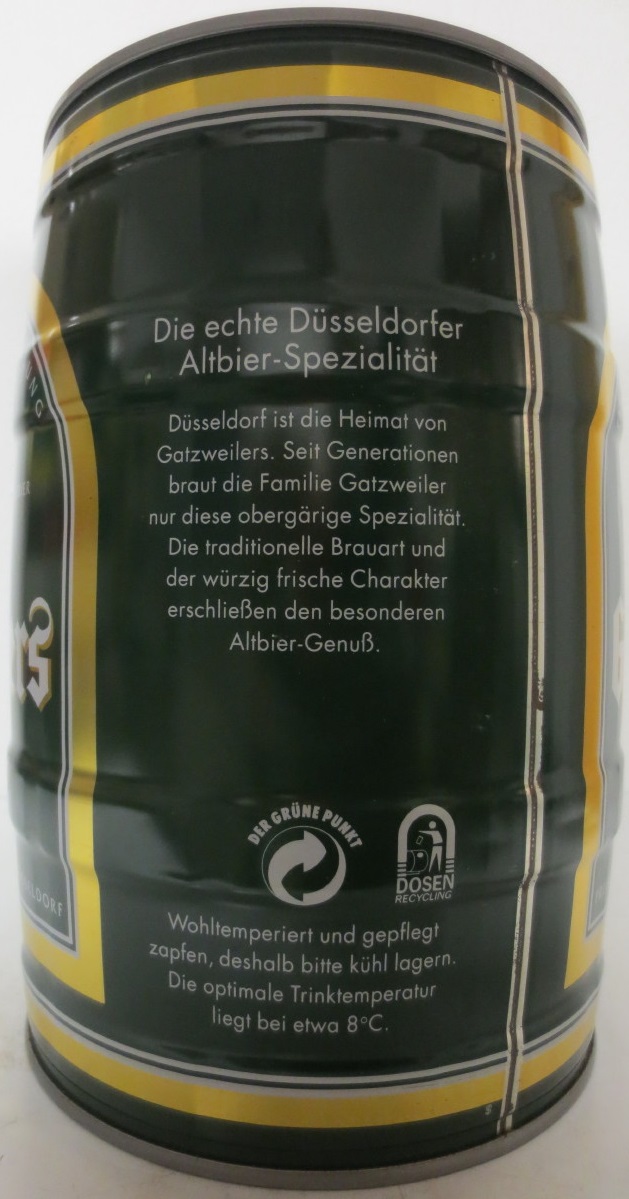 Die echte Düsseldorfer
Altbier-Spezialität
Düsseldorf ist die Heimat von
Gatzweilers. Seit Generationen
braut die Familie Gatzweiler
nur diese obergärige Spezialität.
Die traditionelle Brauart und
der würzig frische Charakter
erschließen den besonderen
Altbier-Genuß.
DER GRÜNE PUNKT
DOSEN
RECYCLING
Wohltemperiert und gepflegt
zapfen, deshalb bitte kühl lagern.
Die optimale Trinktemperatur
liegt bei etwa 8°C.